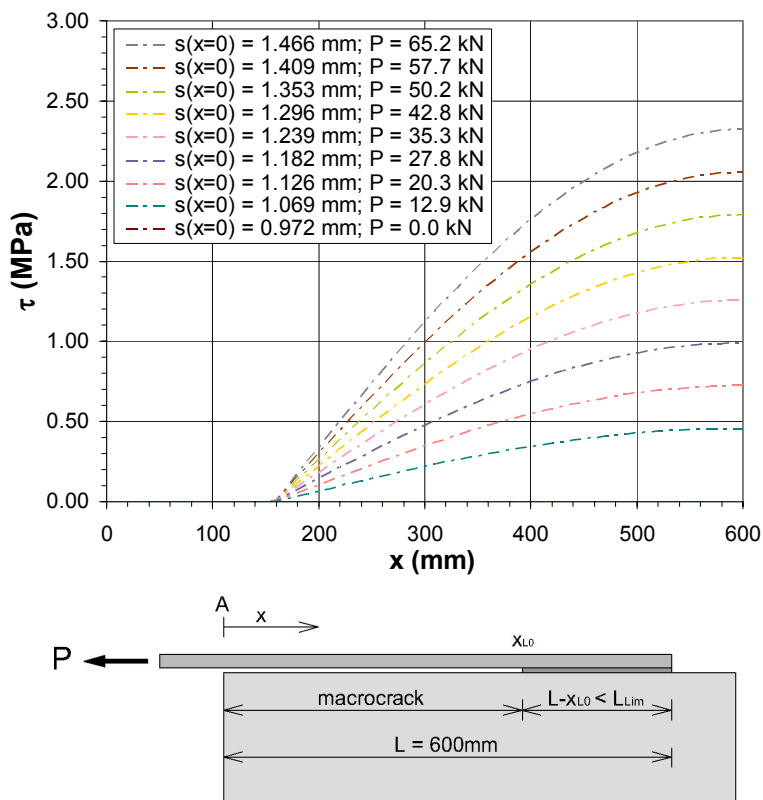 3.00
2.50
2.00
1.50
1.00
0.50
0.00
τ (MPa)
s(x=0) = 1.466 mm; P = 65.2 kN
s(x=0) = 1.409 mm; P = 57.7 kN
s(x=0) = 1.353 mm; P = 50.2 kN
s(x=0) = 1.296 mm; P = 42.8 kN
s(x=0) = 1.239 mm; P = 35.3 kN
s(x=0) = 1.182 mm; P = 27.8 kN
s(x=0) = 1.126 mm; P = 20.3 kN
s(x=0) = 1.069 mm; P = 12.9 kN
s(x=0) = 0.972 mm; P = 0.0 kN
0 100 200 300 400 500 600
x (mm)
A
x
xL0
P
macrocrack
L-xL0 < LLim
L = 600mm